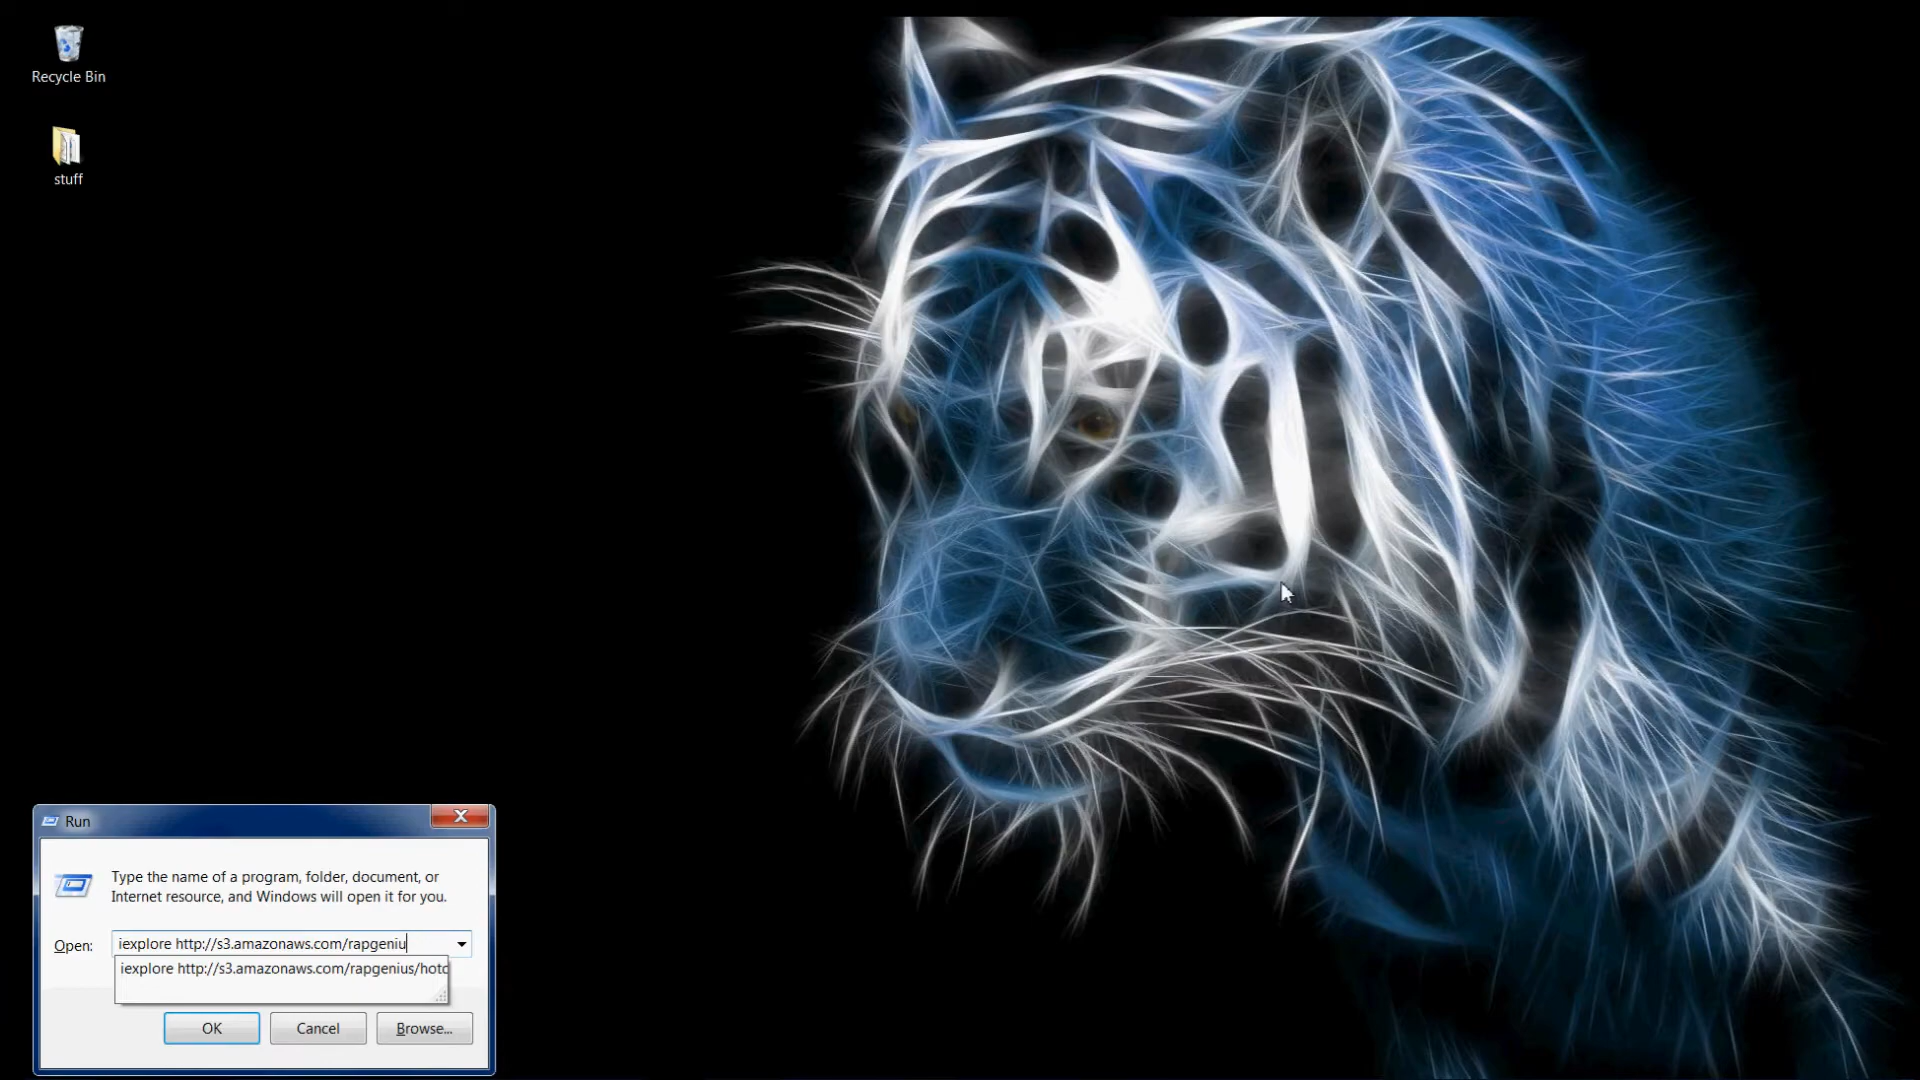 Recycle Bin
stuff
Run
Type the name of a program, folder, document, or
Internet resource, and Windows will open it for you.
Open: iexplore http://s3.amazonaws.com/rapgeniu
iexplore http://s3.amazonaws.com/rapgenius/hotd
OK Cancel Browse...